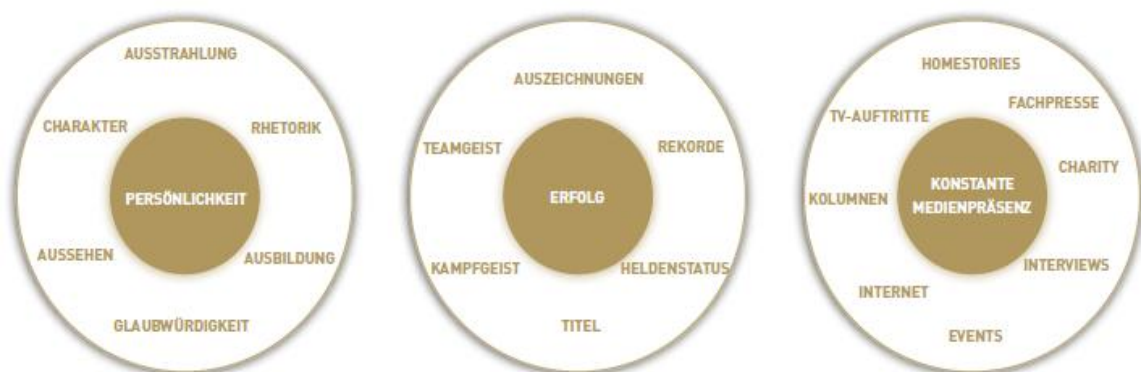 AUSSTRAHLUNG
CHARAKTER
RHETORIK
PERSÖNLICHKEIT
AUSSEHEN
AUSBILDUNG
GLAUBWÜRDIGKEIT
AUSZEICHNUNGEN
TEAMGEIST
REKORDE
ERFOLG
KAMPFGEIST
HELDENSTATUS
TITEL
HOMESTORIES
FACHPRESSE
TV-AUFTRITTE
CHARITY
KONSTANTE
MEDIENPRÄSENZ
KOLUMNEN
INTERVIEWS
INTERNET
EVENTS